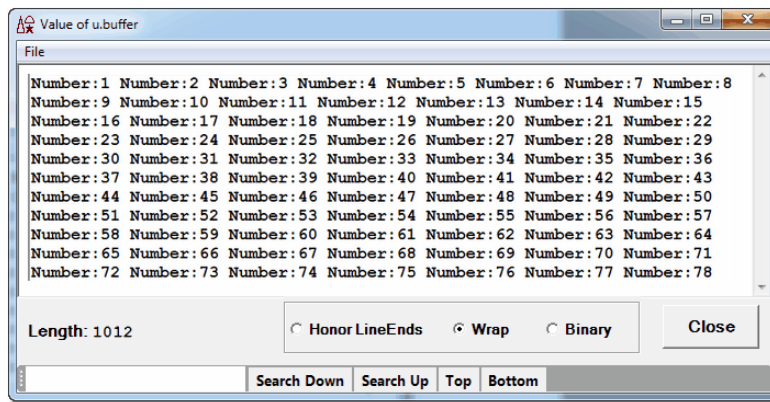 Value of u.buffer
File
Number:1 Number:2 Number:3 Number:4 Number:5 Number:6 Number:7 Number:8
Number:9 Number:10 Number:11 Number:12 Number:13 Number:14 Number:15
Number:16 Number:17 Number:18 Number:19 Number:20 Number:21 Number:22
Number:23 Number:24 Number:25 Number:26 Number:27 Number:28 Number:29
Number:30 Number:31 Number:32 Number:33 Number:34 Number:35 Number:36
Number:37 Number:38 Number:39 Number:40 Number:41 Number:42 Number:43
Number:44 Number:45 Number:46 Number:47 Number:48 Number:49 Number:50
Number:51 Number:52 Number:53 Number:54 Number:55 Number:56 Number:57
Number:58 Number:59 Number:60 Number:61 Number:62 Number:63 Number:64
Number:65 Number:66 Number:67 Number:68 Number:69 Number:70 Number:71
Number:72 Number:73 Number:74 Number:75 Number:76 Number:77 Number:78
Length: 1012 Honor LineEnds Wrap Binary Close
Search Down Search Up Top Bottom